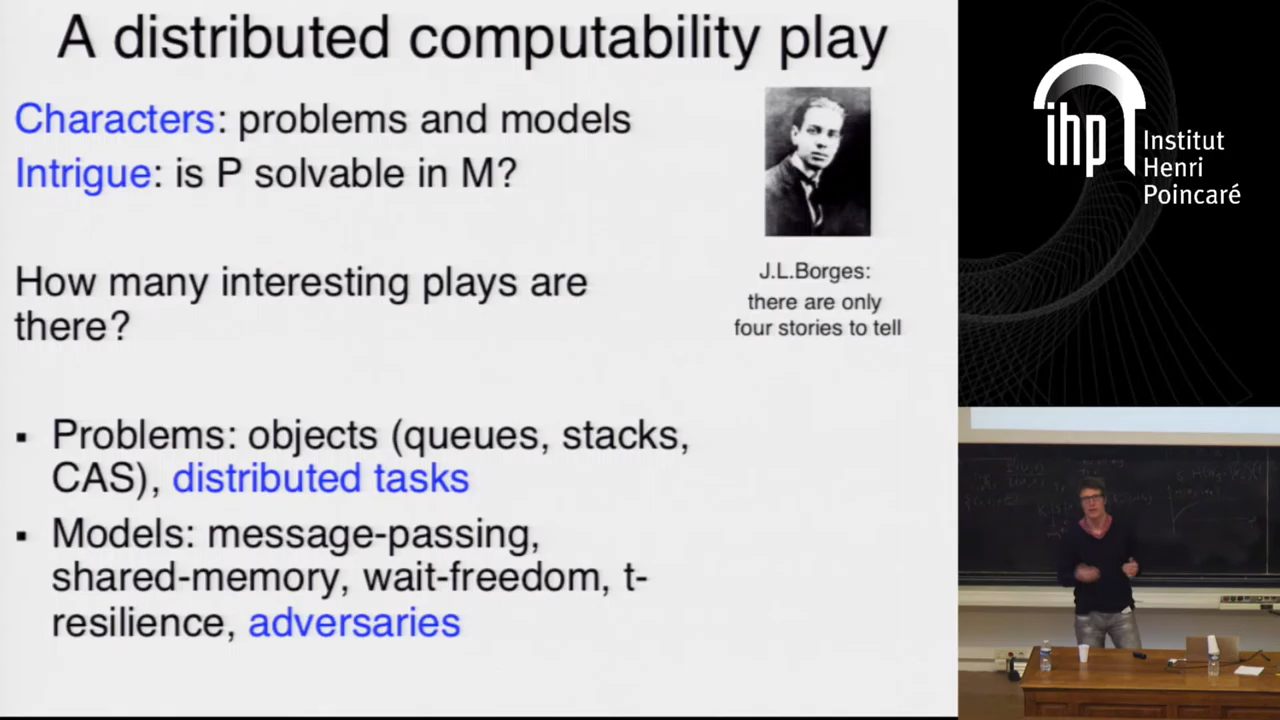 A distributed computability play
Characters: problems and models
Intrigue: is P solvable in M?
J.L.Borges:
there are only
four stories to tell
How many interesting plays are
there?
▪ Problems: objects (queues, stacks,
CAS), distributed tasks
▪ Models: message-passing,
shared-memory, wait-freedom, t-
resilience, adversaries
ihp Institut
Henri
Poincaré